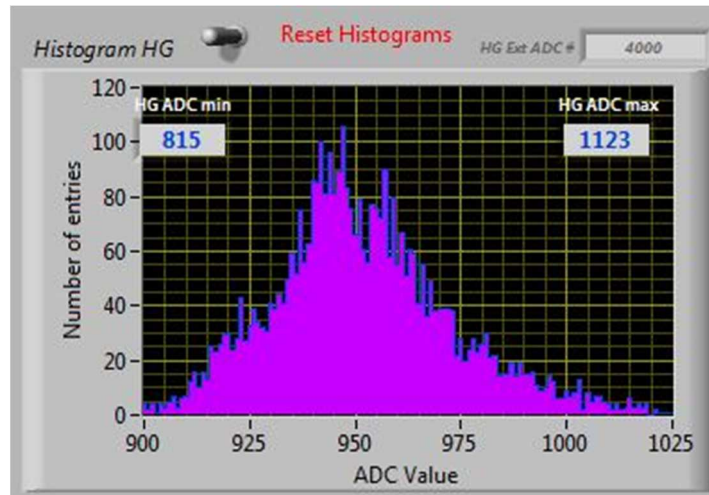 Histogram HG
Reset Histograms
HG Ext ADC #
4000
120
100
80
60
40
20
0
Number of entries
HG ADC min
815
HG ADC max
1123
900
925
950
975
1000
1025
ADC Value